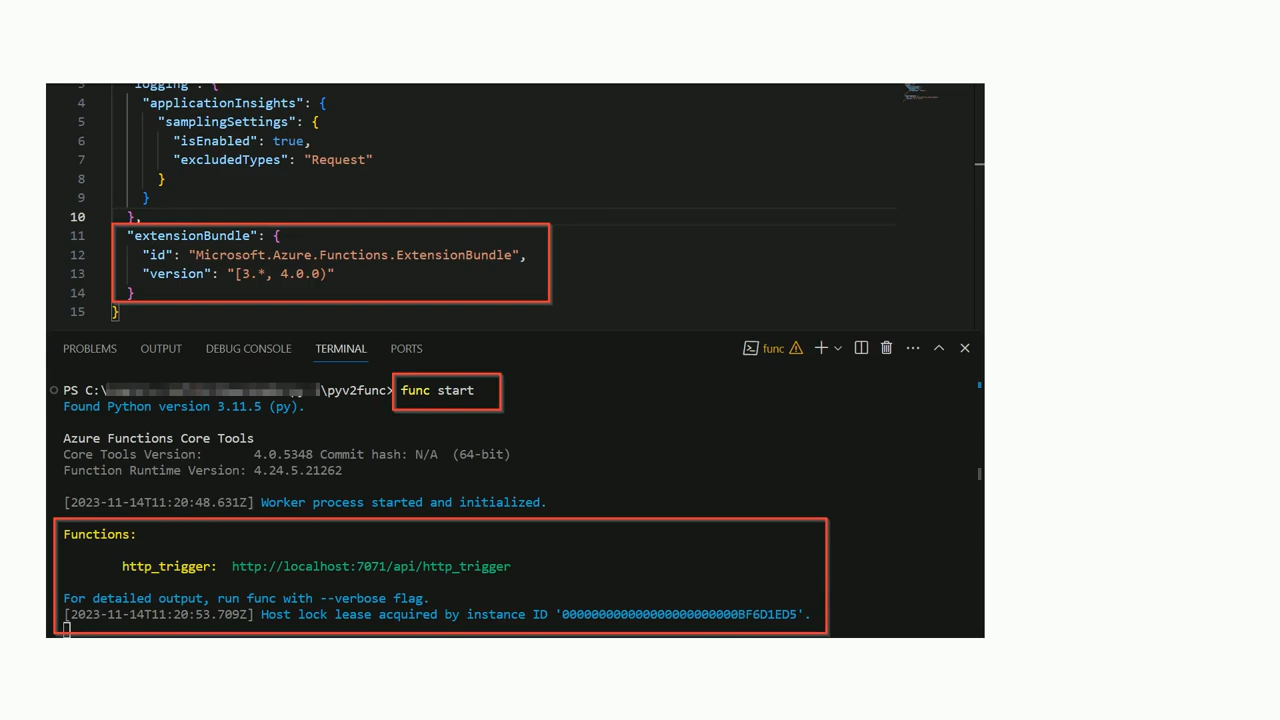 3 "logging": {
4 "applicationInsights": {
5 "samplingSettings": {
6 "isEnabled": true,
7 "excludedTypes": "Request"
8 }
9 }
10 },
11 "extensionBundle": {
12 "id": "Microsoft.Azure.Functions.ExtensionBundle",
13 "version": "[3.*, 4.0.0)"
14 }
15 }
PROBLEMS OUTPUT DEBUG CONSOLE TERMINAL PORTS func
PS C:\ \pyv2func> func start
Found Python version 3.11.5 (py).
Azure Functions Core Tools
Core Tools Version: 4.0.5348 Commit hash: N/A (64-bit)
Function Runtime Version: 4.24.5.21262
[2023-11-14T11:20:48.631Z] Worker process started and initialized.
Functions:
http_trigger: http://localhost:7071/api/http_trigger
For detailed output, run func with --verbose flag.
[2023-11-14T11:20:53.709Z] Host lock lease acquired by instance ID '000000000000000000000000BF6D1ED5'.